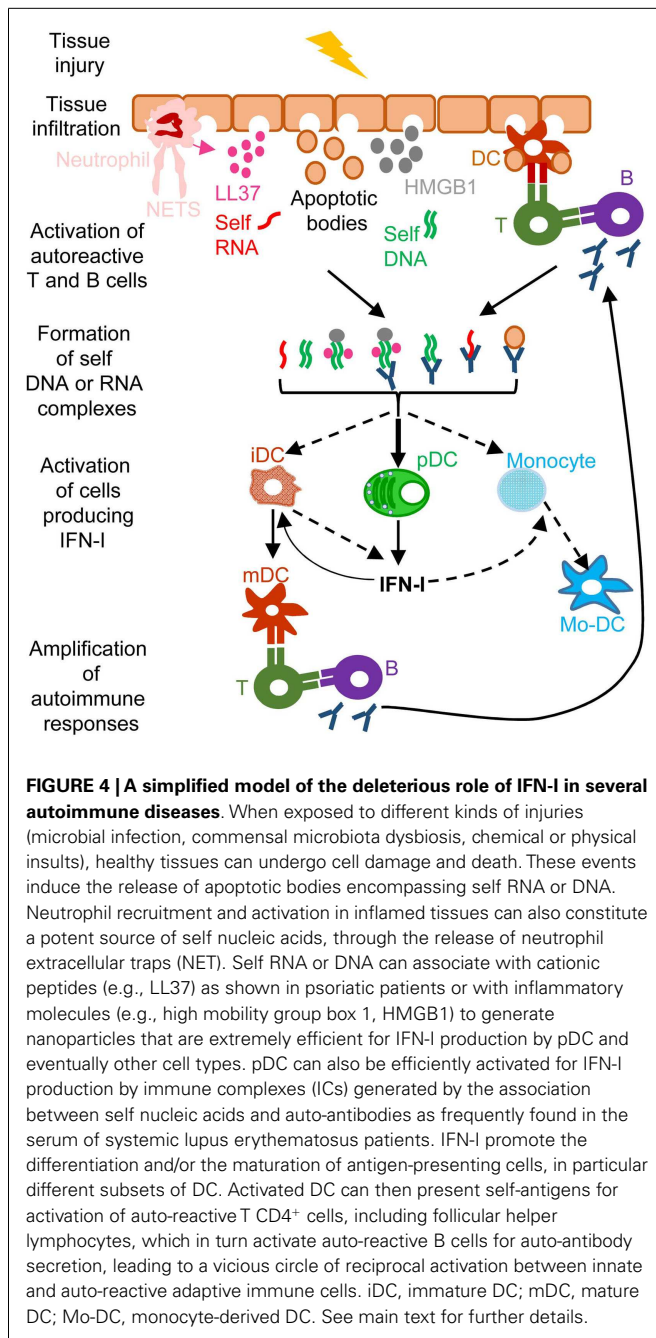 Tissue
injury
Tissue
infiltration
Neutrophil
NETS
LL37
Self
RNA
Apoptotic
bodies
HMGB1
Self
DNA
DC
T
B
Activation of
autoreactive
T and B cells
Formation
of self
DNA or RNA
complexes
Activation
of cells
producing
IFN-I
iDC
pDC
Monocyte
mDC
IFN-I
Mo-DC
Amplification
of
autoimmune
responses
T
B
FIGURE 4 | A simplified model of the deleterious role of IFN-I in several
autoimmune diseases. When exposed to different kinds of injuries
(microbial infection, commensal microbiota dysbiosis, chemical or physical
insults), healthy tissues can undergo cell damage and death. These events
induce the release of apoptotic bodies encompassing self RNA or DNA.
Neutrophil recruitment and activation in inflamed tissues can also constitute
a potent source of self nucleic acids, through the release of neutrophil
extracellular traps (NET). Self RNA or DNA can associate with cationic
peptides (e.g., LL37) as shown in psoriatic patients or with inflammatory
molecules (e.g., high mobility group box 1, HMGB1) to generate
nanoparticles that are extremely efficient for IFN-I production by pDC and
eventually other cell types. pDC can also be efficiently activated for IFN-I
production by immune complexes (ICs) generated by the association
between self nucleic acids and auto-antibodies as frequently found in the
serum of systemic lupus erythematosus patients. IFN-I promote the
differentiation and/or the maturation of antigen-presenting cells, in particular
different subsets of DC. Activated DC can then present self-antigens for
activation of auto-reactive T CD4⁺ cells, including follicular helper
lymphocytes, which in turn activate auto-reactive B cells for auto-antibody
secretion, leading to a vicious circle of reciprocal activation between innate
and auto-reactive adaptive immune cells. iDC, immature DC; mDC, mature
DC; Mo-DC, monocyte-derived DC. See main text for further details.